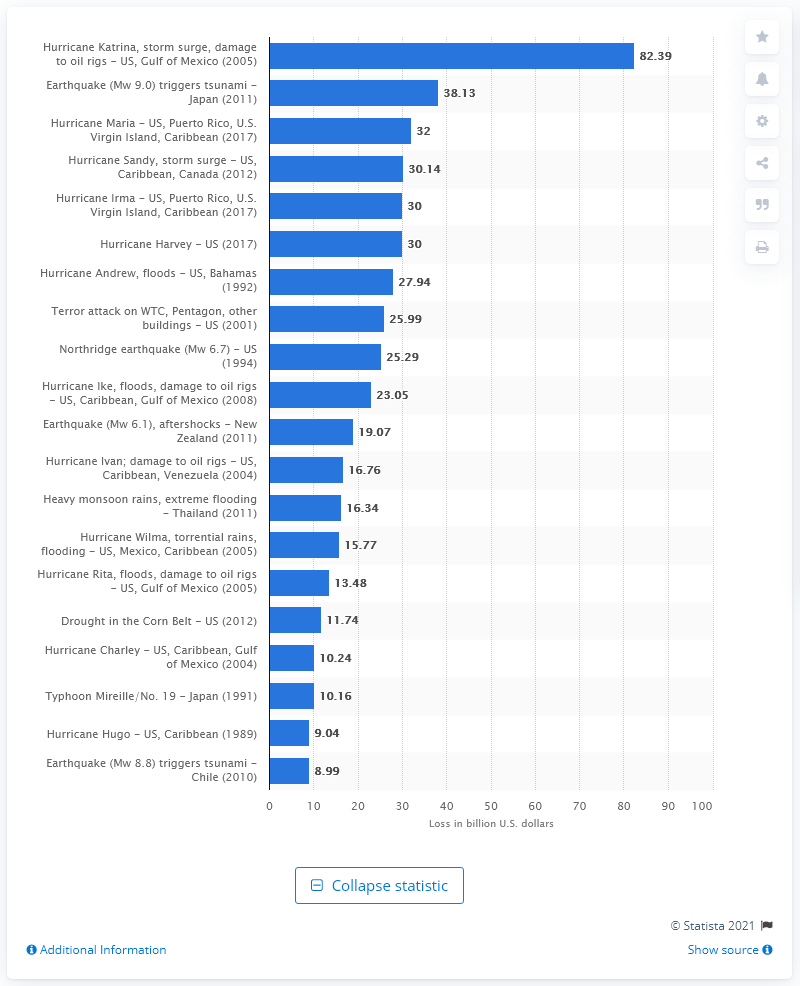 Hurricane Katrina, storm surge, damage
to oil rigs – US, Gulf of Mexico (2005)
82.39
Earthquake (Mw 9.0) triggers tsunami –
Japan (2011)
38.13
Hurricane Maria – US, Puerto Rico, U.S.
Virgin Island, Caribbean (2017)
32
Hurricane Sandy, storm surge – US,
Caribbean, Canada (2012)
30.14
Hurricane Irma – US, Puerto Rico, U.S.
Virgin Island, Caribbean (2017)
30
Hurricane Harvey – US (2017)
30
Hurricane Andrew, floods – US, Bahamas
(1992)
27.94
Terror attack on WTC, Pentagon, other
buildings – US (2001)
25.99
Northridge earthquake (Mw 6.7) – US
(1994)
25.29
Hurricane Ike, floods, damage to oil rigs
– US, Caribbean, Gulf of Mexico (2008)
23.05
Earthquake (Mw 6.1), aftershocks – New
Zealand (2011)
19.07
Hurricane Ivan; damage to oil rigs – US,
Caribbean, Venezuela (2004)
16.76
Heavy monsoon rains, extreme flooding
– Thailand (2011)
16.34
Hurricane Wilma, torrential rains,
flooding – US, Mexico, Caribbean (2005)
15.77
Hurricane Rita, floods, damage to oil rigs
– US, Gulf of Mexico (2005)
13.48
Drought in the Corn Belt – US (2012)
11.74
Hurricane Charley – US, Caribbean, Gulf
of Mexico (2004)
10.24
Typhoon Mireille/No. 19 – Japan (1991)
10.16
Hurricane Hugo – US, Caribbean (1989)
9.04
Earthquake (Mw 8.8) triggers tsunami –
Chile (2010)
8.99
0 10 20 30 40 50 60 70 80 90 100
Loss in billion U.S. dollars
Collapse statistic
© Statista 2021
Additional Information
Show source